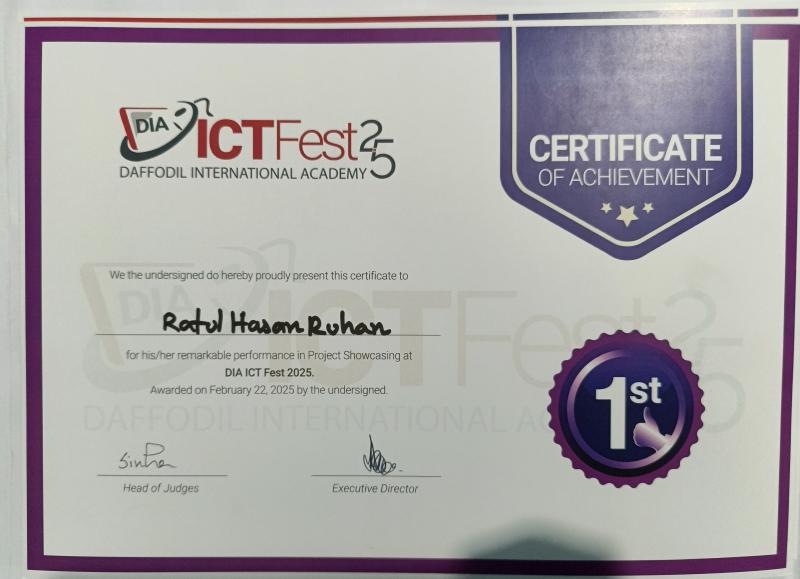 DIA ICTFest25
DAFFODIL INTERNATIONAL ACADEMY
CERTIFICATE
OF ACHIEVEMENT
We the undersigned do hereby proudly present this certificate to
Ratul Hasan Ruhan
for his/her remarkable performance in Project Showcasing at
DIA ICT Fest 2025.
Awarded on February 22, 2025 by the undersigned.
1st
Head of Judges
Executive Director